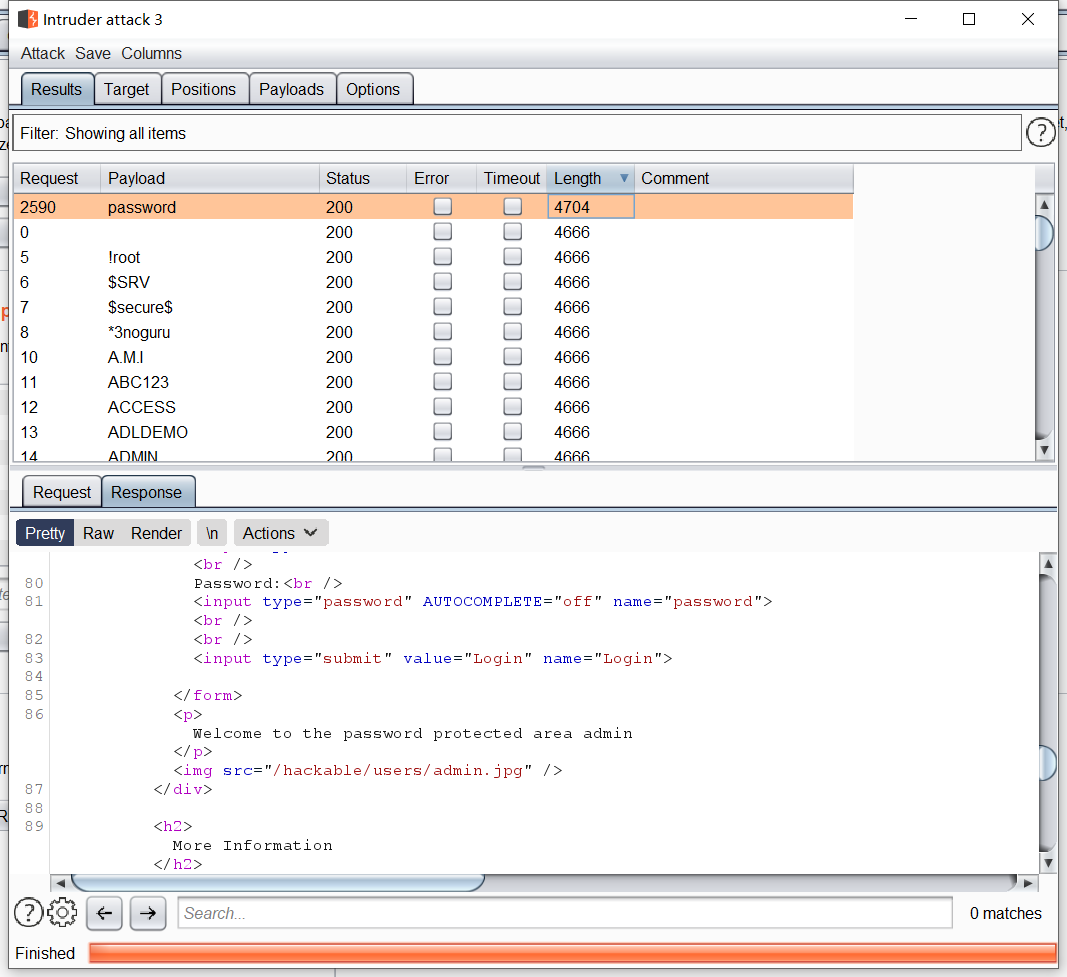 Intruder attack 3
Attack Save Columns
Results Target Positions Payloads Options
Filter: Showing all items ?
Request Payload Status Error Timeout Length Comment
2590 password 200 4704
0 200 4666
5 !root 200 4666
6 $SRV 200 4666
7 $secure$ 200 4666
8 *3noguru 200 4666
10 A.M.I 200 4666
11 ABC123 200 4666
12 ACCESS 200 4666
13 ADLDEMO 200 4666
14 ADMIN 200 4666
Request Response
Pretty Raw Render \n Actions
<br />
80 Password:<br />
81 <input type="password" AUTOCOMPLETE="off" name="password">
<br />
82 <br />
83 <input type="submit" value="Login" name="Login">
84
85 </form>
86 <p>
Welcome to the password protected area admin
</p>
<img src="/hackable/users/admin.jpg" />
87 </div>
88
89 <h2>
More Information
</h2>
? Search... 0 matches
Finished